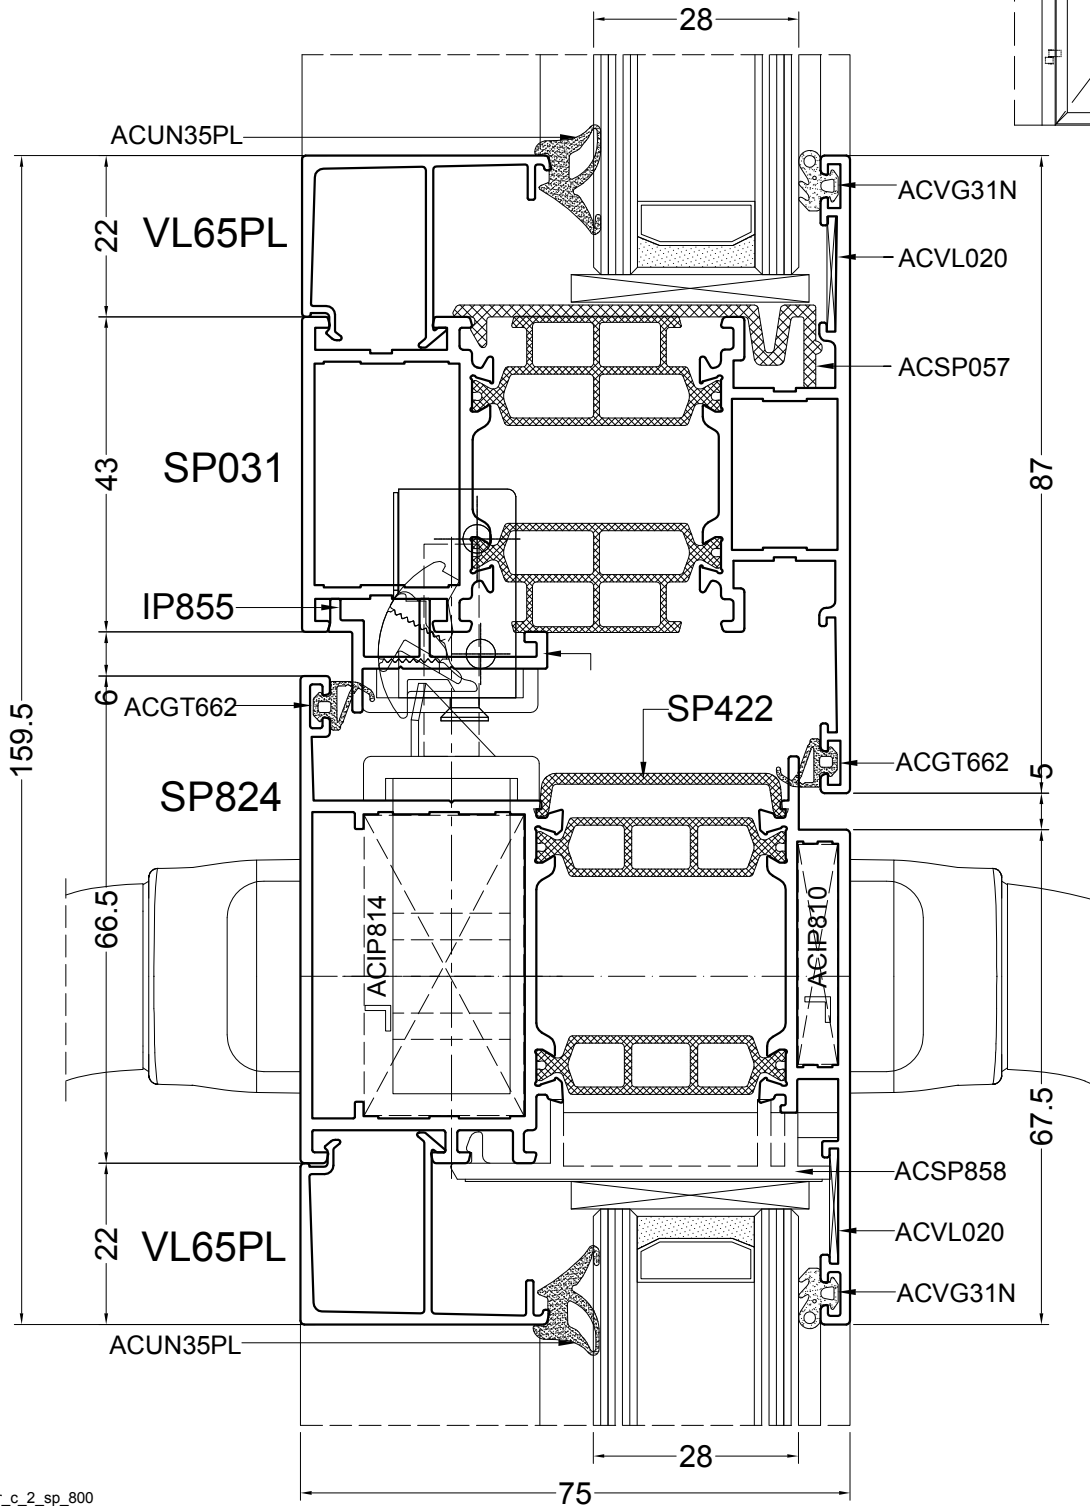 28
ACUN35PL
ACVG31N
22
VL65PL
ACVL020
ACSP057
43
SP031
87
IP855
6
ACGT662
SP422
159.5
ACGT662
5
SP824
66.5
ACIP814
ACIP810
67.5
ACSP858
22
VL65PL
ACVL020
ACVG31N
ACUN35PL
28
75
_c_2_sp_800